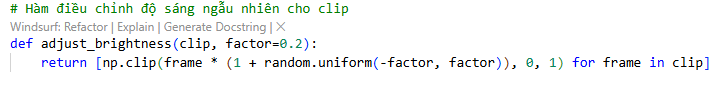 # Hàm điều chỉnh độ sáng ngẫu nhiên cho clip
Windsurf: Refactor | Explain | Generate Docstring | ×
def adjust_brightness(clip, factor=0.2):
    return [np.clip(frame * (1 + random.uniform(-factor, factor)), 0, 1) for frame in clip]